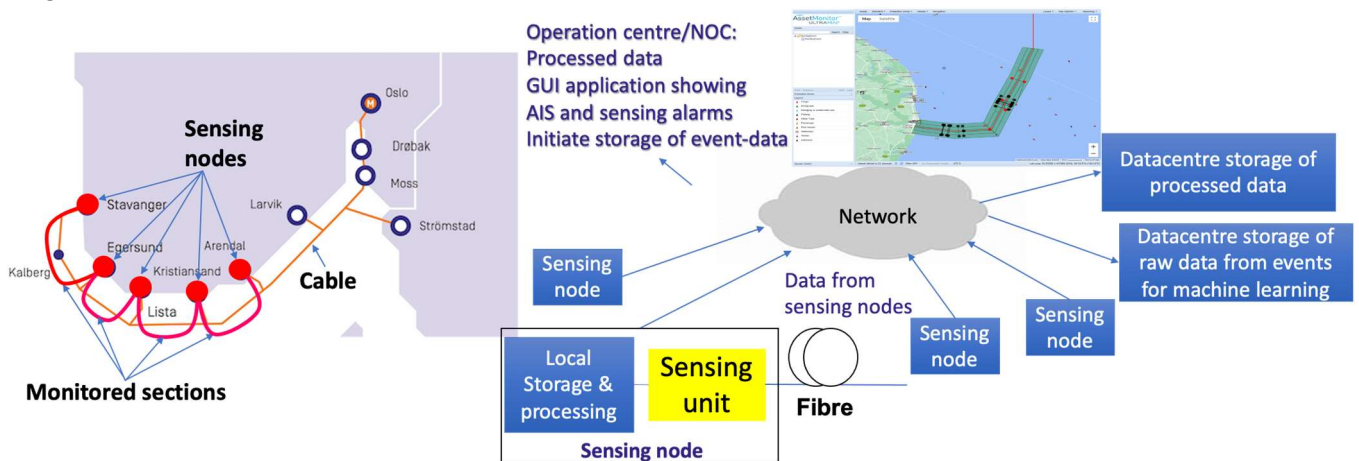 Oslo
M
Drøbak
Moss
Larvik
Strömstad
Sensing
nodes
Stavanger
Egersund
Arendal
Kristiansand
Kalberg
Lista
Cable
Monitored sections
Operation centre/NOC:
Processed data
GUI application showing
AIS and sensing alarms
Initiate storage of event-data
AssetMonitor
ULTRAMAP
Map
Network
Datacentre storage of
processed data
Datacentre storage of
raw data from events
for machine learning
Sensing
node
Data from
sensing nodes
Sensing
node
Sensing
node
Local
Storage &
processing
Sensing
unit
Fibre
Sensing node